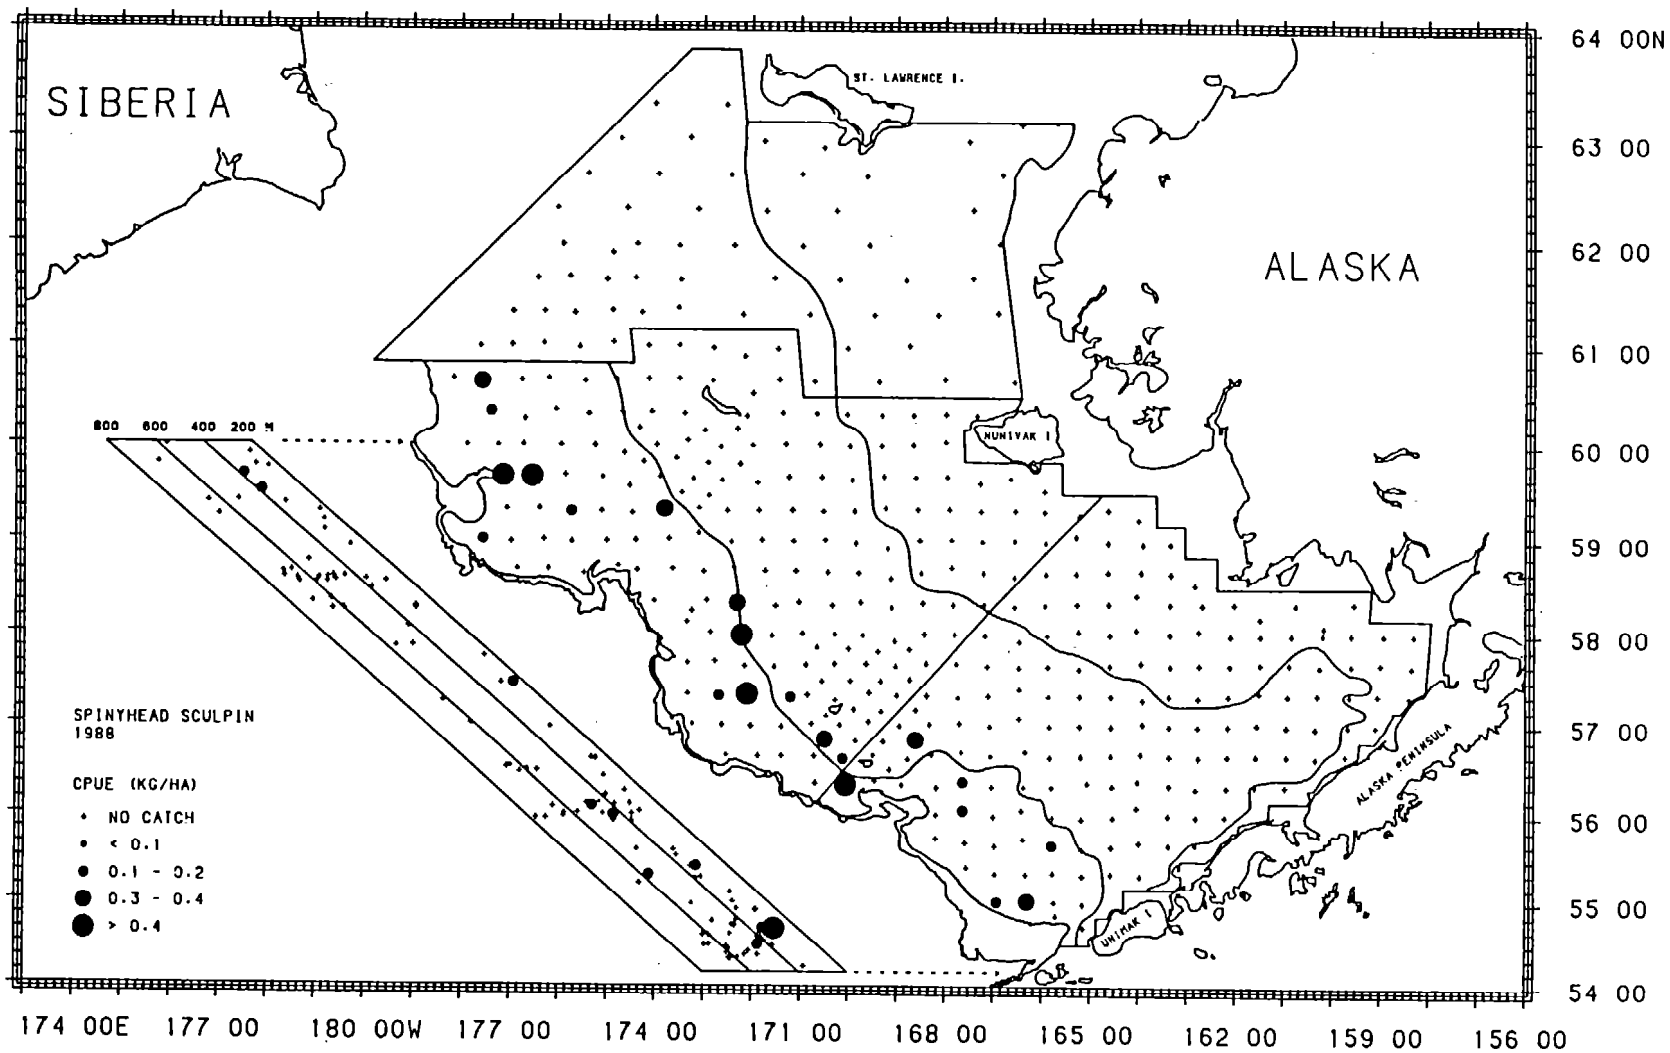 64 00N
SIBERIA
ST. LAWRENCE I.
63 00
62 00
ALASKA
61 00
800 600 400 200 M
NUNIVAK I
60 00
59 00
58 00
SPINYHEAD SCULPIN
1988
57 00
ALASKA PENINSULA
CPUE (KG/HA)
NO CATCH
56 00
< 0.1
0.1 - 0.2
0.3 - 0.4
55 00
> 0.4
UNIMAK I
54 00
174 00E 177 00 180 00W 177 00 174 00 171 00 168 00 165 00 162 00 159 00 156 00